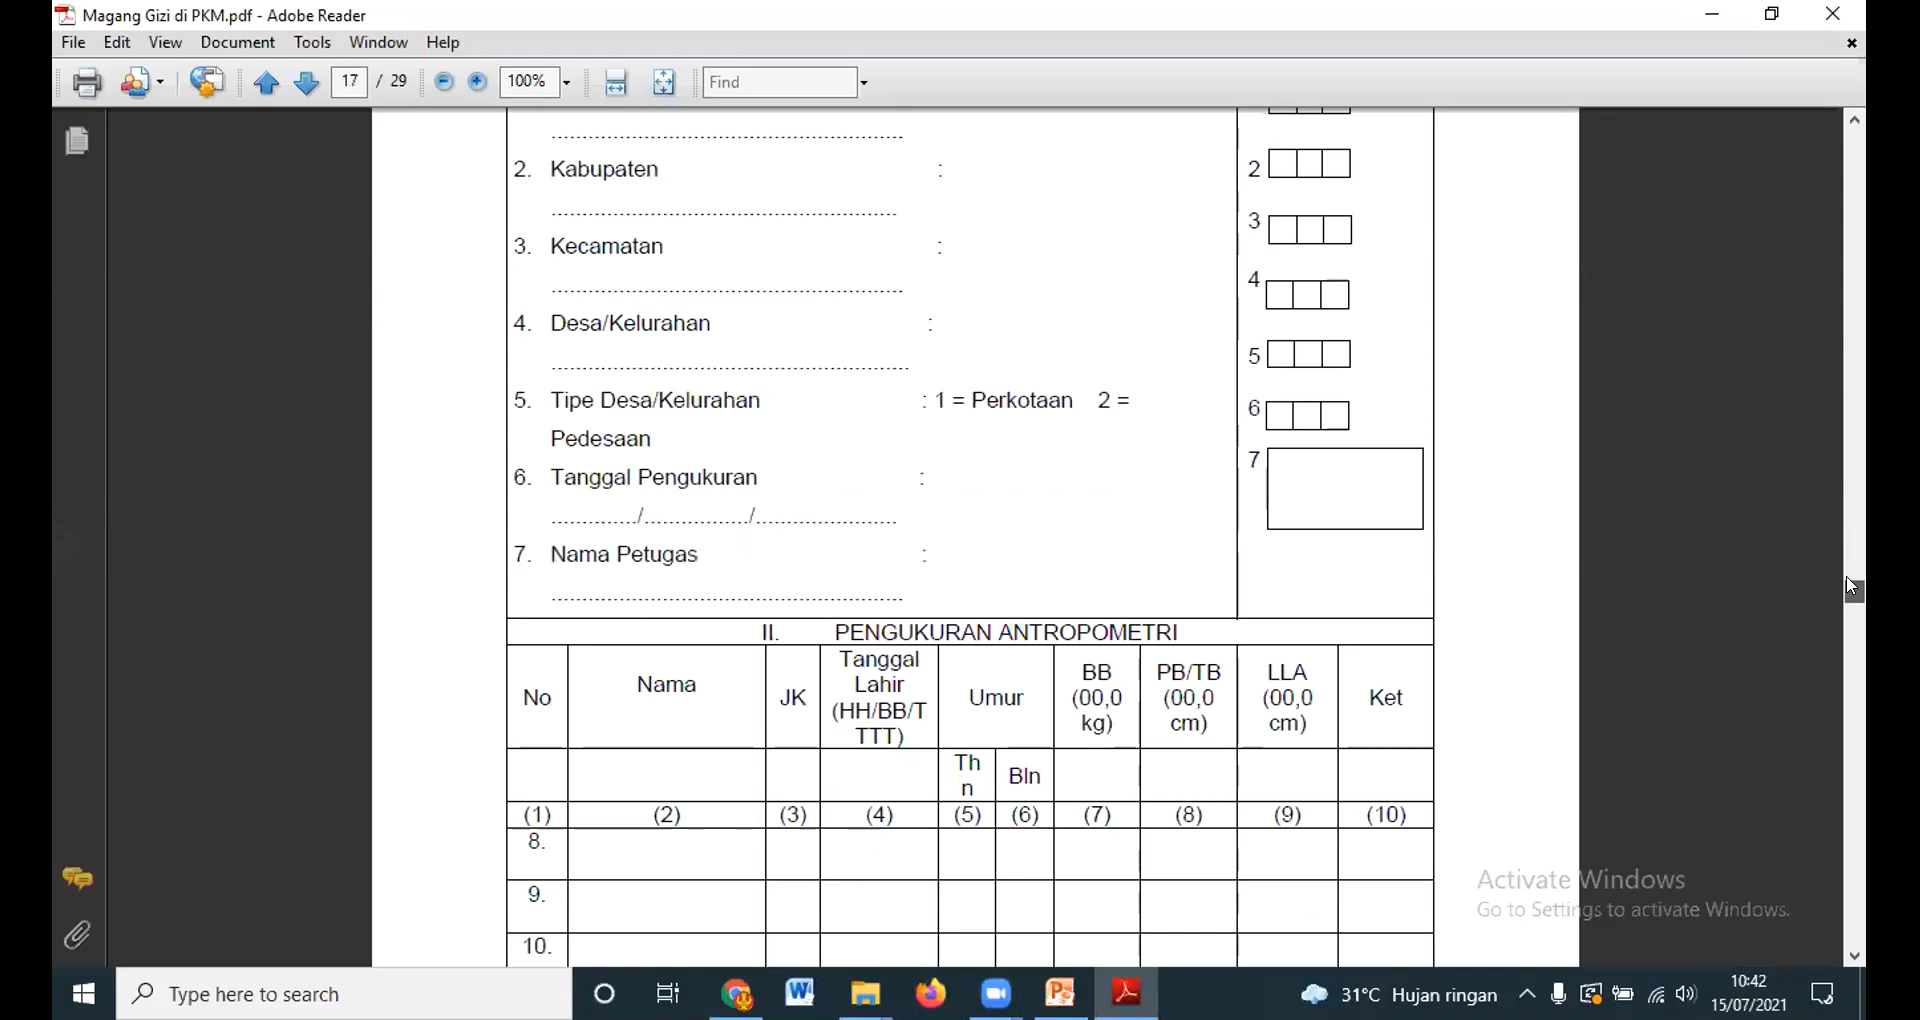 Magang Gizi di PKM.pdf - Adobe Reader
File Edit View Document Tools Window Help
17 / 29 100% Find
........................................................
2. Kabupaten :
........................................................
3. Kecamatan :
........................................................
4. Desa/Kelurahan :
.........................................................
5. Tipe Desa/Kelurahan : 1 = Perkotaan 2 =
Pedesaan
6. Tanggal Pengukuran :
............../................./.......................
7. Nama Petugas :
........................................................
2
3
4
5
6
7
II. PENGUKURAN ANTROPOMETRI
No Nama JK Tanggal Lahir (HH/BB/T TTT) Umur BB (00,0 kg) PB/TB (00,0 cm) LLA (00,0 cm) Ket
Th n Bln
(1) (2) (3) (4) (5) (6) (7) (8) (9) (10)
8.
9.
10.
Activate Windows
Go to Settings to activate Windows.
Type here to search
31°C Hujan ringan
10:42
15/07/2021